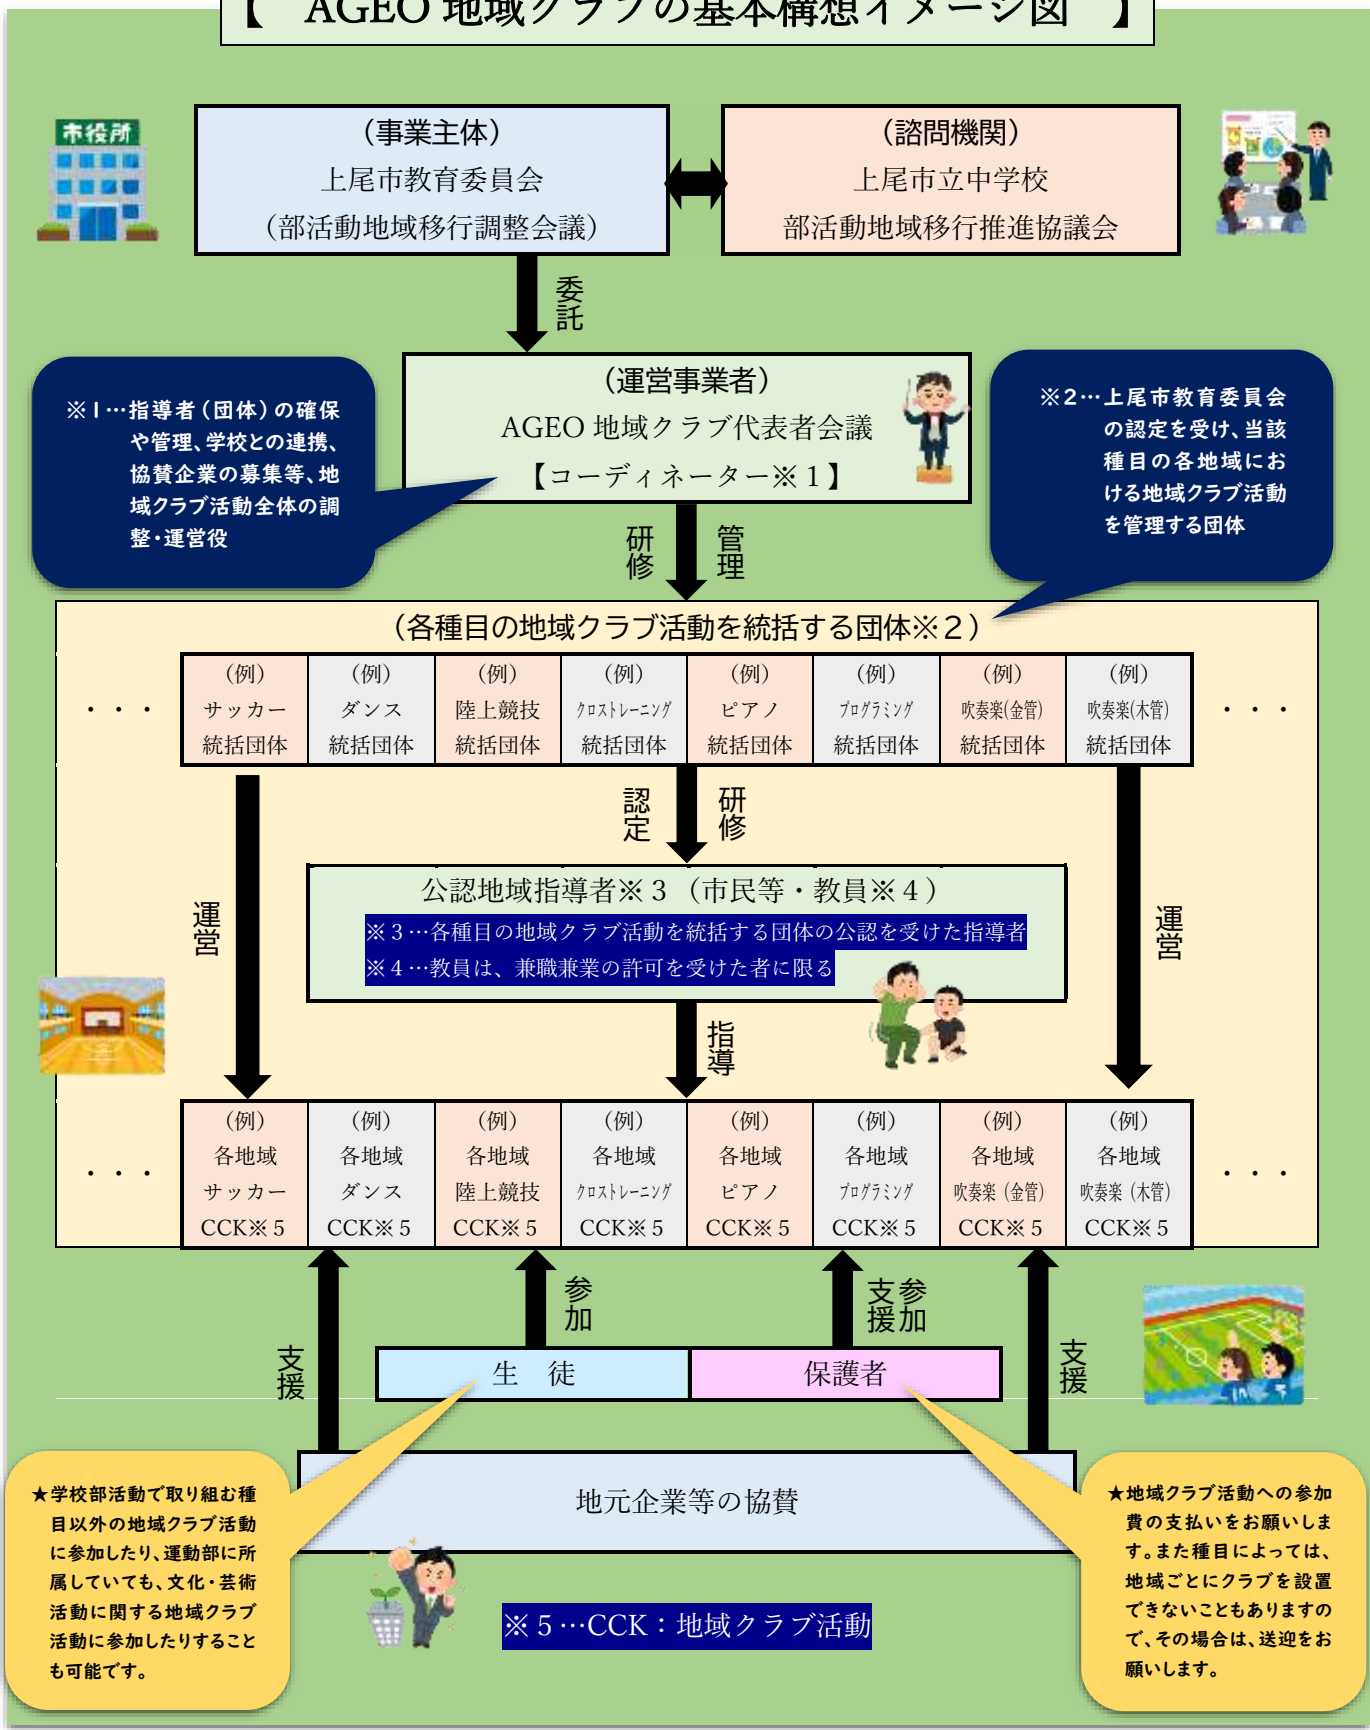 【 AGEO 地域クラブの基本構想イメージ図 】
市役所
（事業主体）
上尾市教育委員会
（部活動地域移行調整会議）
（諮問機関）
上尾市立中学校
部活動地域移行推進協議会
委託
（運営事業者）
AGEO 地域クラブ代表者会議
【コーディネーター※１】
※１…指導者（団体）の確保
や管理、学校との連携、
協賛企業の募集等、地
域クラブ活動全体の調
整・運営役
※２…上尾市教育委員会
の認定を受け、当該
種目の各地域にお
ける地域クラブ活動
を管理する団体
研修
管理
（各種目の地域クラブ活動を統括する団体※２）
・・・
（例）
サッカー
統括団体
（例）
ダンス
統括団体
（例）
陸上競技
統括団体
（例）
クロストレーニング
統括団体
（例）
ピアノ
統括団体
（例）
プログラミング
統括団体
（例）
吹奏楽(金管)
統括団体
（例）
吹奏楽(木管)
統括団体
・・・
認定
研修
運営
運営
公認地域指導者※３（市民等・教員※４）
※３…各種目の地域クラブ活動を統括する団体の公認を受けた指導者
※４…教員は、兼職兼業の許可を受けた者に限る
指導
・・・
（例）
各地域
サッカー
CCK※５
（例）
各地域
ダンス
CCK※５
（例）
各地域
陸上競技
CCK※５
（例）
各地域
クロストレーニング
CCK※５
（例）
各地域
ピアノ
CCK※５
（例）
各地域
プログラミング
CCK※５
（例）
各地域
吹奏楽（金管）
CCK※５
（例）
各地域
吹奏楽（木管）
CCK※５
・・・
支援
参加
参加
支援
支援
生　徒
保護者
地元企業等の協賛
★学校部活動で取り組む種
目以外の地域クラブ活動
に参加したり、運動部に所
属していても、文化・芸術
活動に関する地域クラブ
活動に参加したりすること
も可能です。
★地域クラブ活動への参加
費の支払いをお願いしま
す。また種目によっては、
地域ごとにクラブを設置
できないこともありますの
で、その場合は、送迎をお
願いします。
※５…CCK：地域クラブ活動